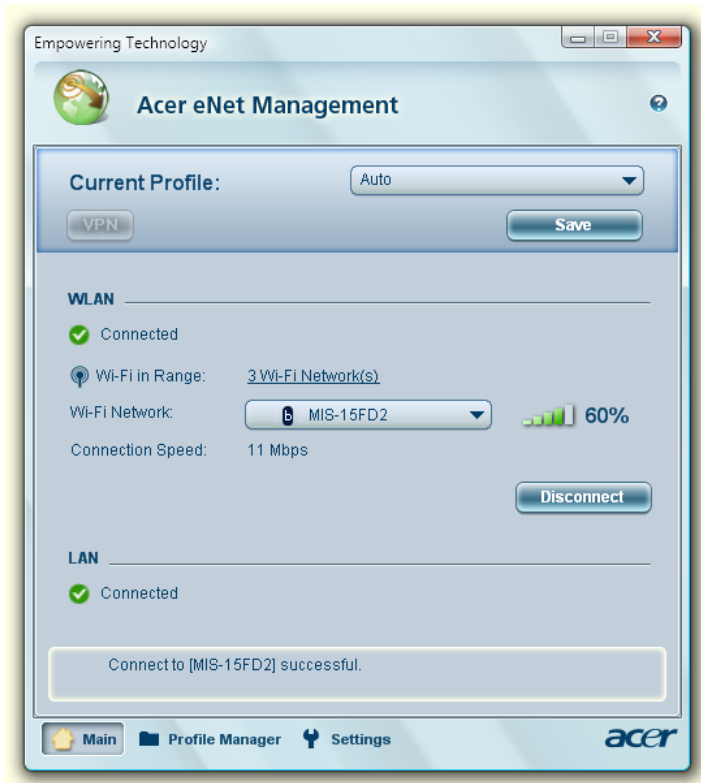 Empowering Technology
Acer eNet Management
Current Profile: Auto
VPN Save
WLAN
Connected
Wi-Fi in Range: 3 Wi-Fi Network(s)
Wi-Fi Network: b MIS-15FD2 60%
Connection Speed: 11 Mbps
Disconnect
LAN
Connected
Connect to [MIS-15FD2] successful.
Main Profile Manager Settings acer